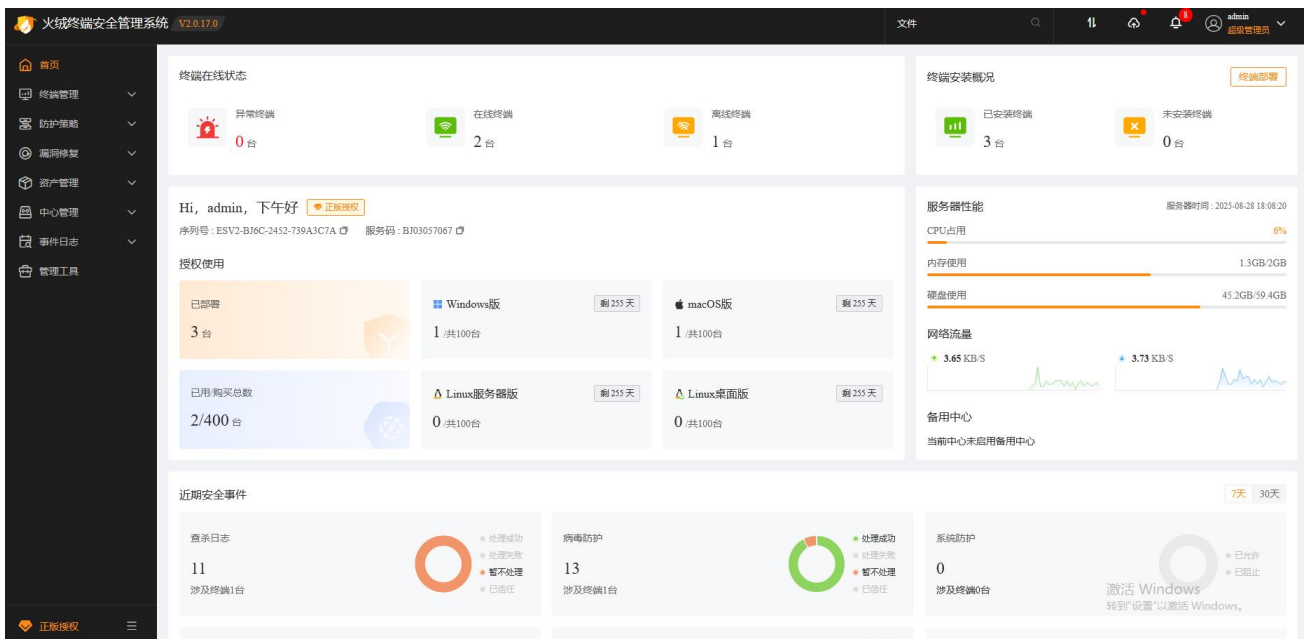 火绒终端安全管理系统 V2.0.17.0
文件
8
admin
超级管理员
首页
终端管理
防护策略
漏洞修复
资产管理
中心管理
事件日志
管理工具
正版授权
终端在线状态
异常终端
0 台
在线终端
2 台
离线终端
1 台
终端安装概况
终端部署
已安装终端
3 台
未安装终端
0 台
Hi, admin, 下午好 正版授权
序列号 : ESV2-BJ6C-2452-739A3C7A 服务码 : BJ03057067
授权使用
已部署
3 台
Windows版 剩 255 天
1 /共100台
macOS版 剩 255 天
1 /共100台
已用/购买总数
2/400 台
Linux服务器版 剩 255 天
0 /共100台
Linux桌面版 剩 255 天
0 /共100台
服务器性能 服务器时间 : 2025-08-28 18:08:20
CPU占用 6%
内存使用 1.3GB/2GB
硬盘使用 45.2GB/59.4GB
网络流量
3.65 KB/S 3.73 KB/S
备用中心
当前中心未启用备用中心
近期安全事件 7天 30天
查杀日志
11
涉及终端1台
处理成功
处理失败
暂不处理
已信任
病毒防护
13
涉及终端1台
处理成功
处理失败
暂不处理
已信任
系统防护
0
涉及终端0台
已允许
已阻止
激活 Windows
转到"设置"以激活 Windows。